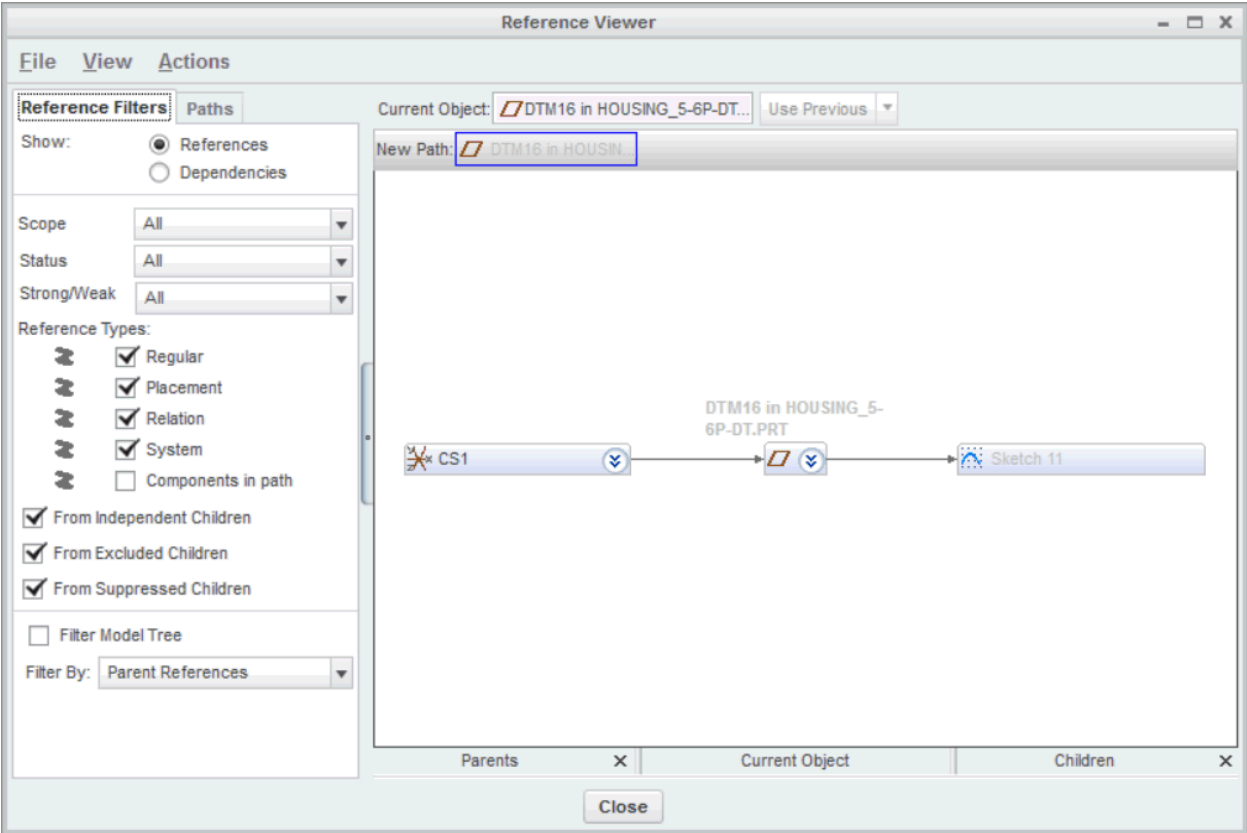 Reference Viewer
File View Actions
Reference Filters Paths
Current Object: DTM16 in HOUSING_5-6P-DT... Use Previous
Show: References
Dependencies
New Path: DTM16 in HOUSIN...
Scope All
Status All
Strong/Weak All
Reference Types:
Regular
Placement
Relation
System
Components in path
From Independent Children
From Excluded Children
From Suppressed Children
Filter Model Tree
Filter By: Parent References
DTM16 in HOUSING_5-
6P-DT.PRT
CS1
Sketch 11
Parents Current Object Children
Close